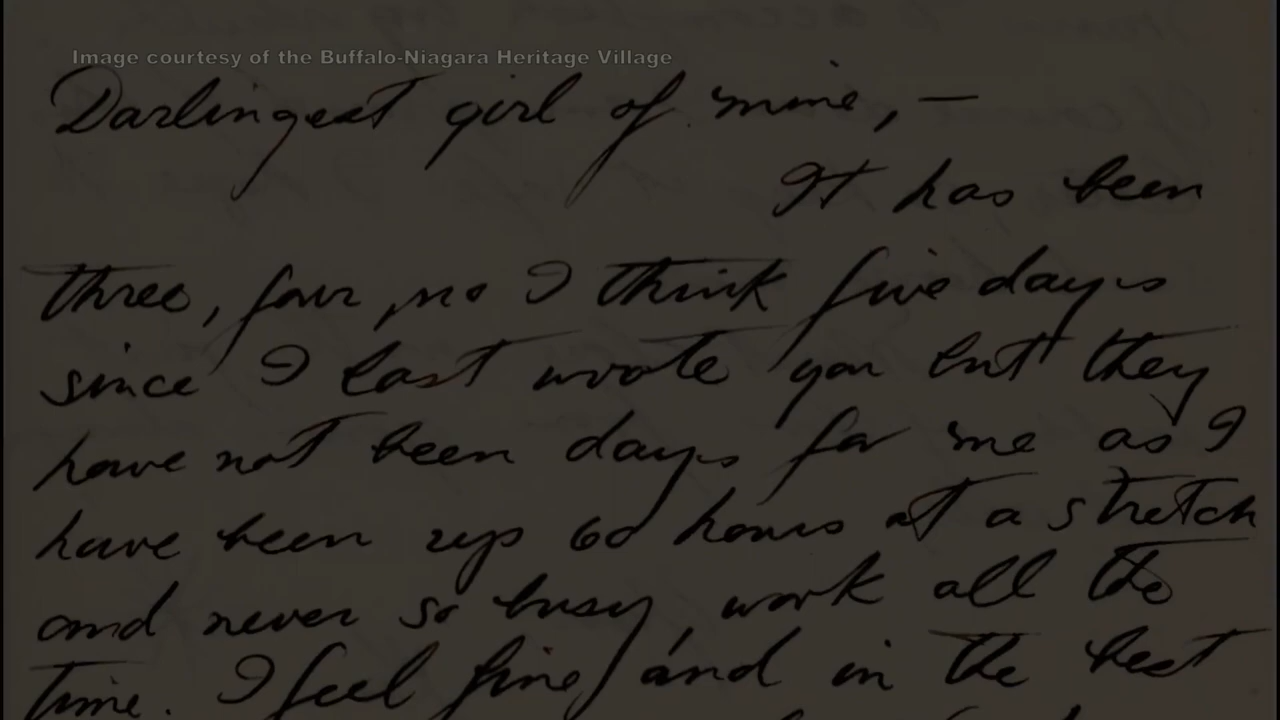 Image courtesy of the Buffalo-Niagara Heritage Village
Darlingest girl of mine, —
It has been
three, four, no I think five days
since I last wrote you but they
have not been days for me as I
have been up 60 hours at a stretch
and never so busy, work all the
time. I feel fine, and in the best